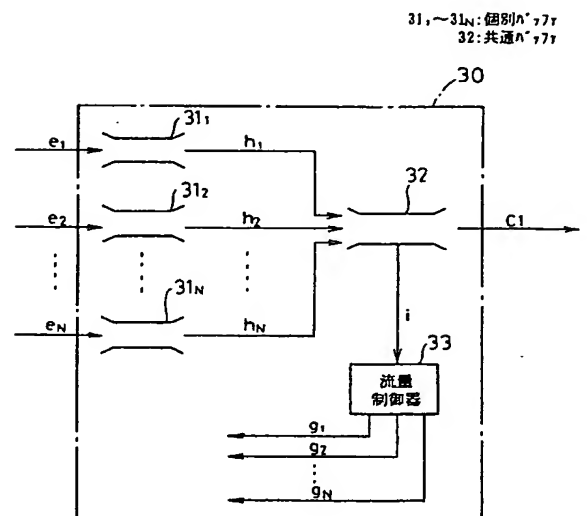 31₁~31N:個別ﾊﾞｯﾌｧ
32:共通ﾊﾞｯﾌｧ
30
31₁
e₁
h₁
31₂
32
e₂
h₂
C1
31N
eN
hN
i
33
流量
制御器
g₁
g₂
gN